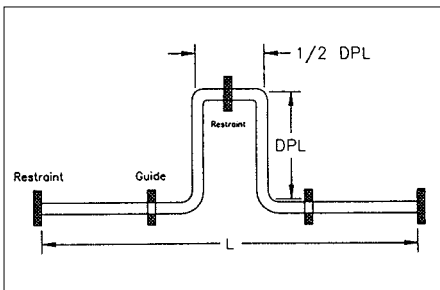 1/2 DPL
Restraint
DPL
Restraint
Guide
L